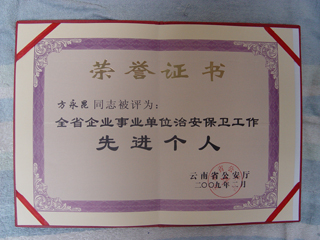 荣誉证书
方永昆 同志被评为:
全省企业事业单位治安保卫工作
先进个人
云南省公安厅
二〇〇九年二月